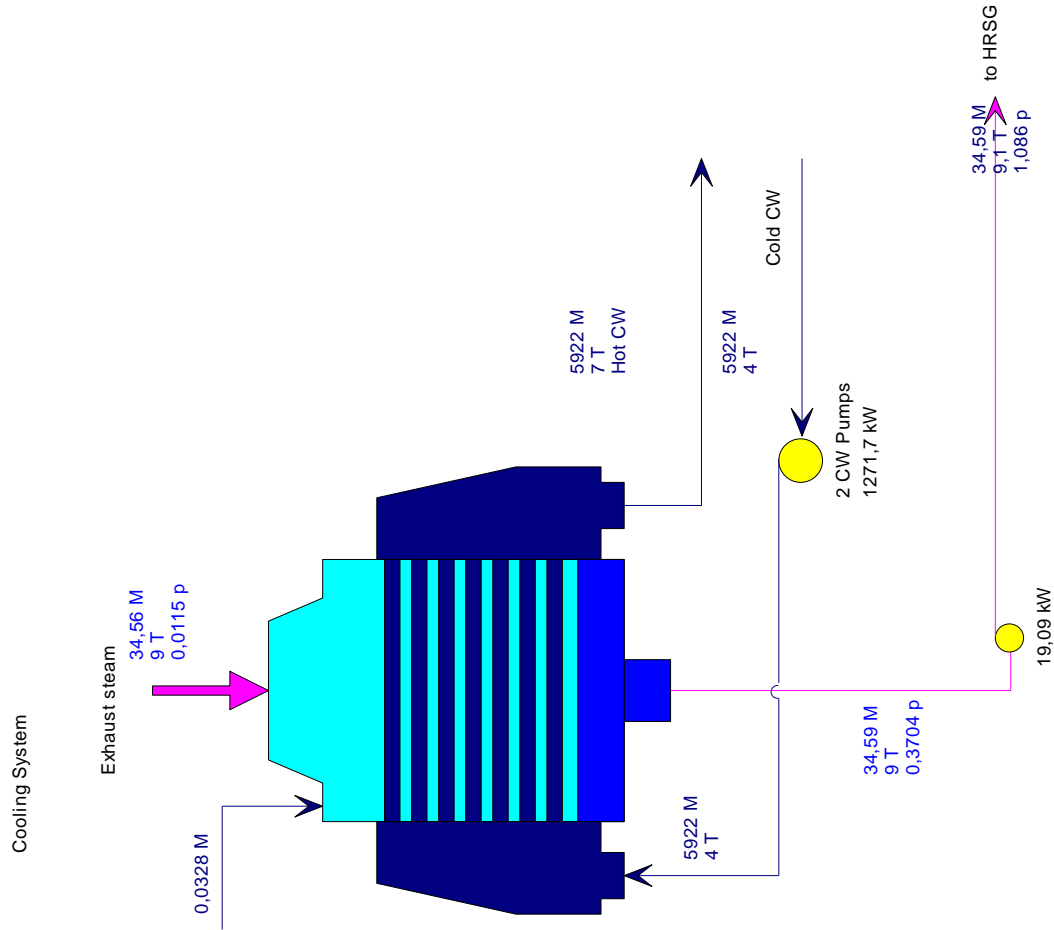 Cooling System
Exhaust steam
34,56 M
9 T
0,0115 p
0,0328 M
5922 M
7 T
Hot CW
5922 M
4 T
Cold CW
2 CW Pumps
1271,7 kW
5922 M
4 T
34,59 M
9 T
0,3704 p
19,09 kW
34,59 M
9,1 T
1,086 p
to HRSG